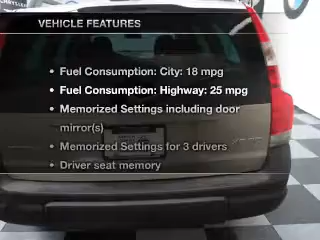 VEHICLE FEATURES
• Fuel Consumption: City: 18 mpg
• Fuel Consumption: Highway: 25 mpg
• Memorized Settings including door
mirror(s)
• Memorized Settings for 3 drivers
• Driver seat memory